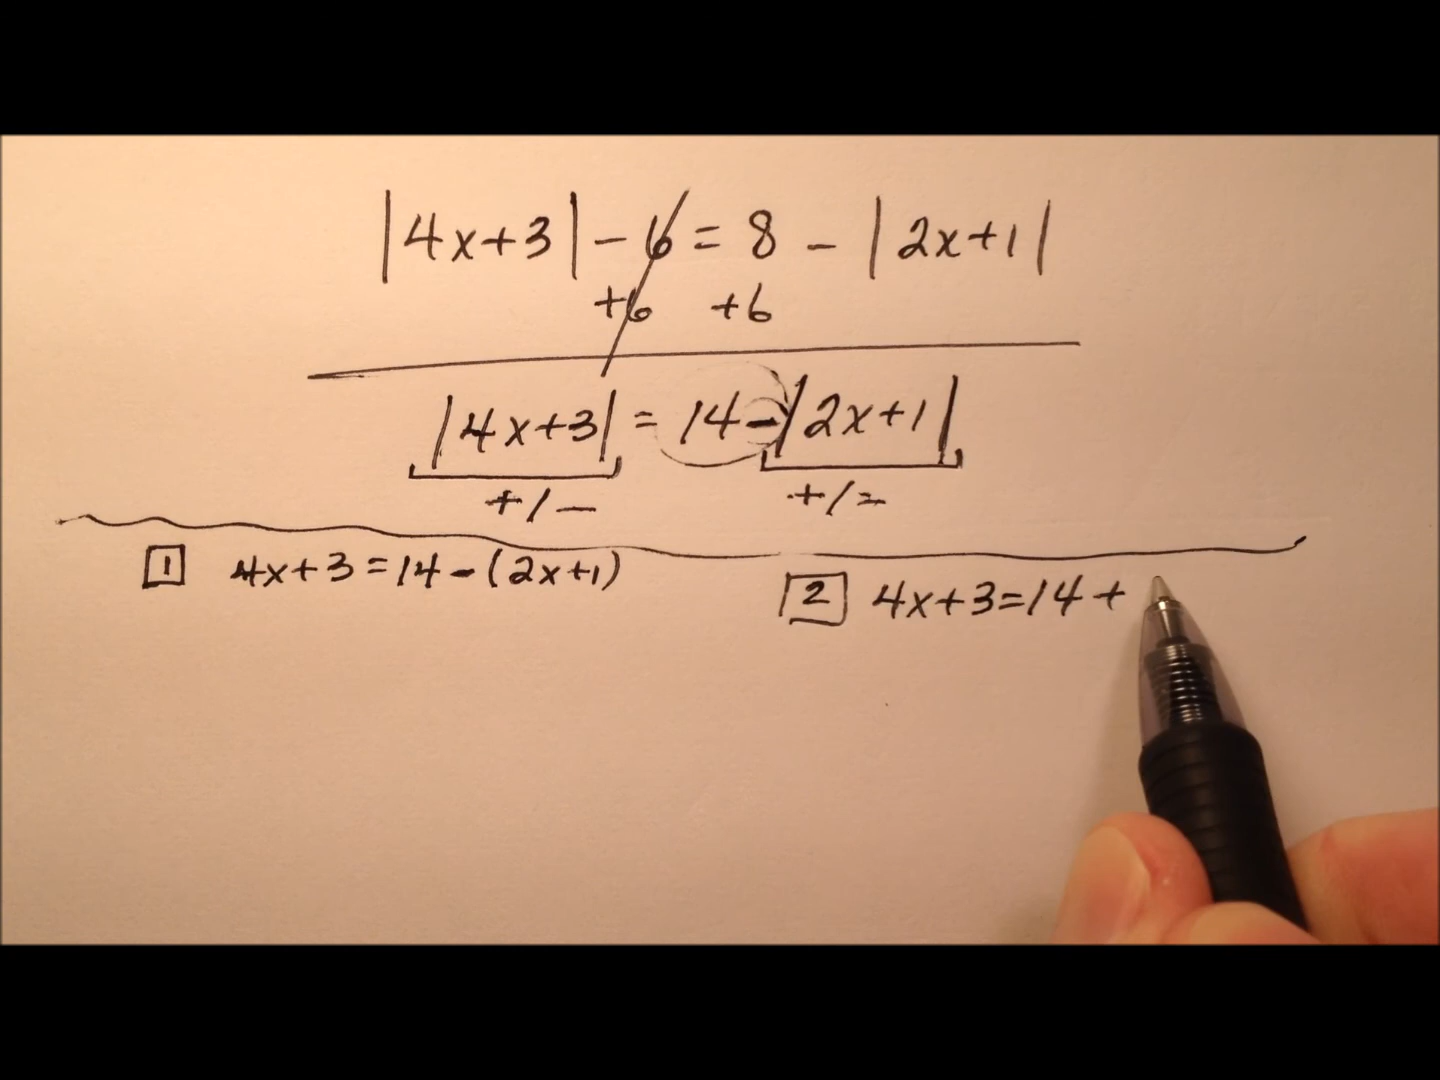 |4x+3| - 6 = 8 - |2x+1|
+6 +6
|4x+3| = 14 - |2x+1|
+/- +/-
1 4x+3=14-(2x+1)
2 4x+3=14+